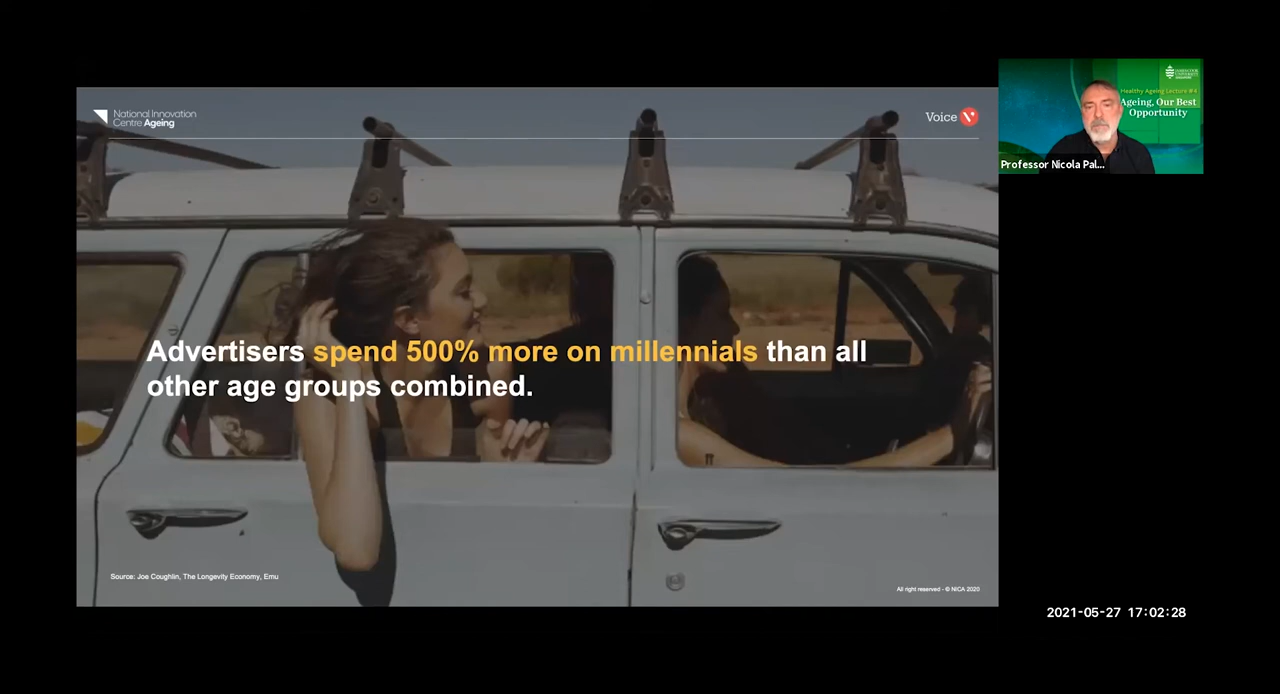 National Innovation
Centre Ageing
Voice
Advertisers spend 500% more on millennials than all
other age groups combined.
Source: Joe Coughlin, The Longevity Economy, Emu
All right reserved - © NICA 2020
Healthy Ageing Lecture #4
Ageing, Our Best
Opportunity
Professor Nicola Pal...
2021-05-27 17:02:28